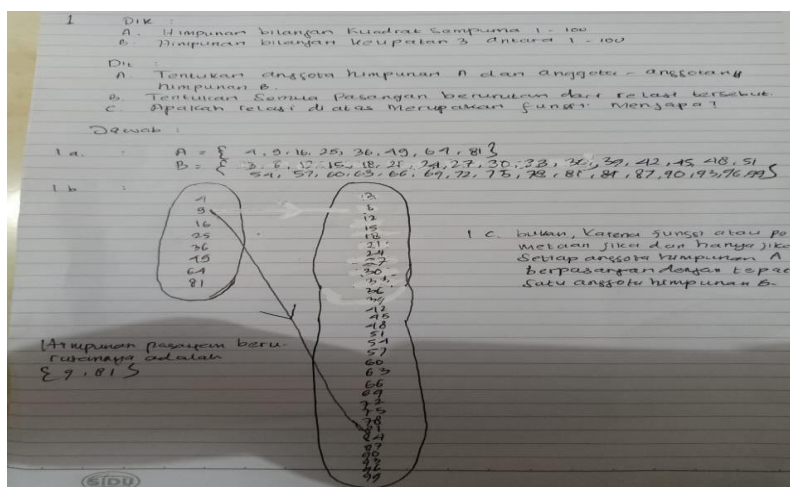 1 Dik :
A. Himpunan bilangan kuadrat sempurna 1 - 100
B. Himpunan bilangan kelipatan 3 antara 1 - 100
Dit :
A. Tentukan anggota himpunan A dan anggota - anggotany
himpunan B.
B. Tentukan Semua Pasangan berurutan dari relasi tersebut.
C. Apakah relasi diatas Merupakan fungsi. Mengapa?
Jawab :
1 a. : A = { 4, 9, 16, 25, 36, 49, 64, 81}
B = { 3, 6, 12, 15, 18, 21, 24, 27, 30, 33, 36, 39, 42, 45, 48, 51
54, 57, 60, 63, 66, 69, 72, 75, 78, 81, 84, 87, 90, 93, 96, 99}
1 b :
4
9
16
25
36
49
64
81
3
6
12
15
18
21
24
27
30
33
36
39
42
45
48
51
54
57
60
63
66
69
72
75
78
81
84
87
90
93
96
99
1 C. bukan, Karena fungsi atau pe
metaan jika dan hanya jika
Setiap anggota himpunan A
berpasangan dengan tepat
satu anggota himpunan B.
Himpunan pasangan beru-
rutannya adalah
{ 9, 81 }
SIDU